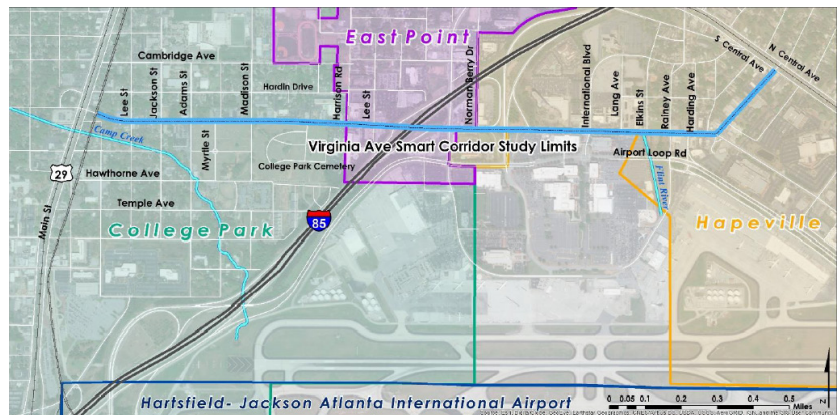 East Point
S Central Ave
N Central Ave
Cambridge Ave
Lee St
Jackson St
Adams St
Madison St
Hardin Drive
Harrison Rd
Lee St
Norman Berry Dr
International Blvd
Lang Ave
Elkins St
Rainey Ave
Harding Ave
Camp Creek
Myrtle St
Virginia Ave Smart Corridor Study Limits
College Park Cemetery
Airport Loop Rd
Hawthorne Ave
29
Flint River
Temple Ave
Main St
College Park
85
Hapeville
Hartsfield- Jackson Atlanta International Airport
0 0.05 0.1 0.2 0.3 0.4 0.5
Miles
N